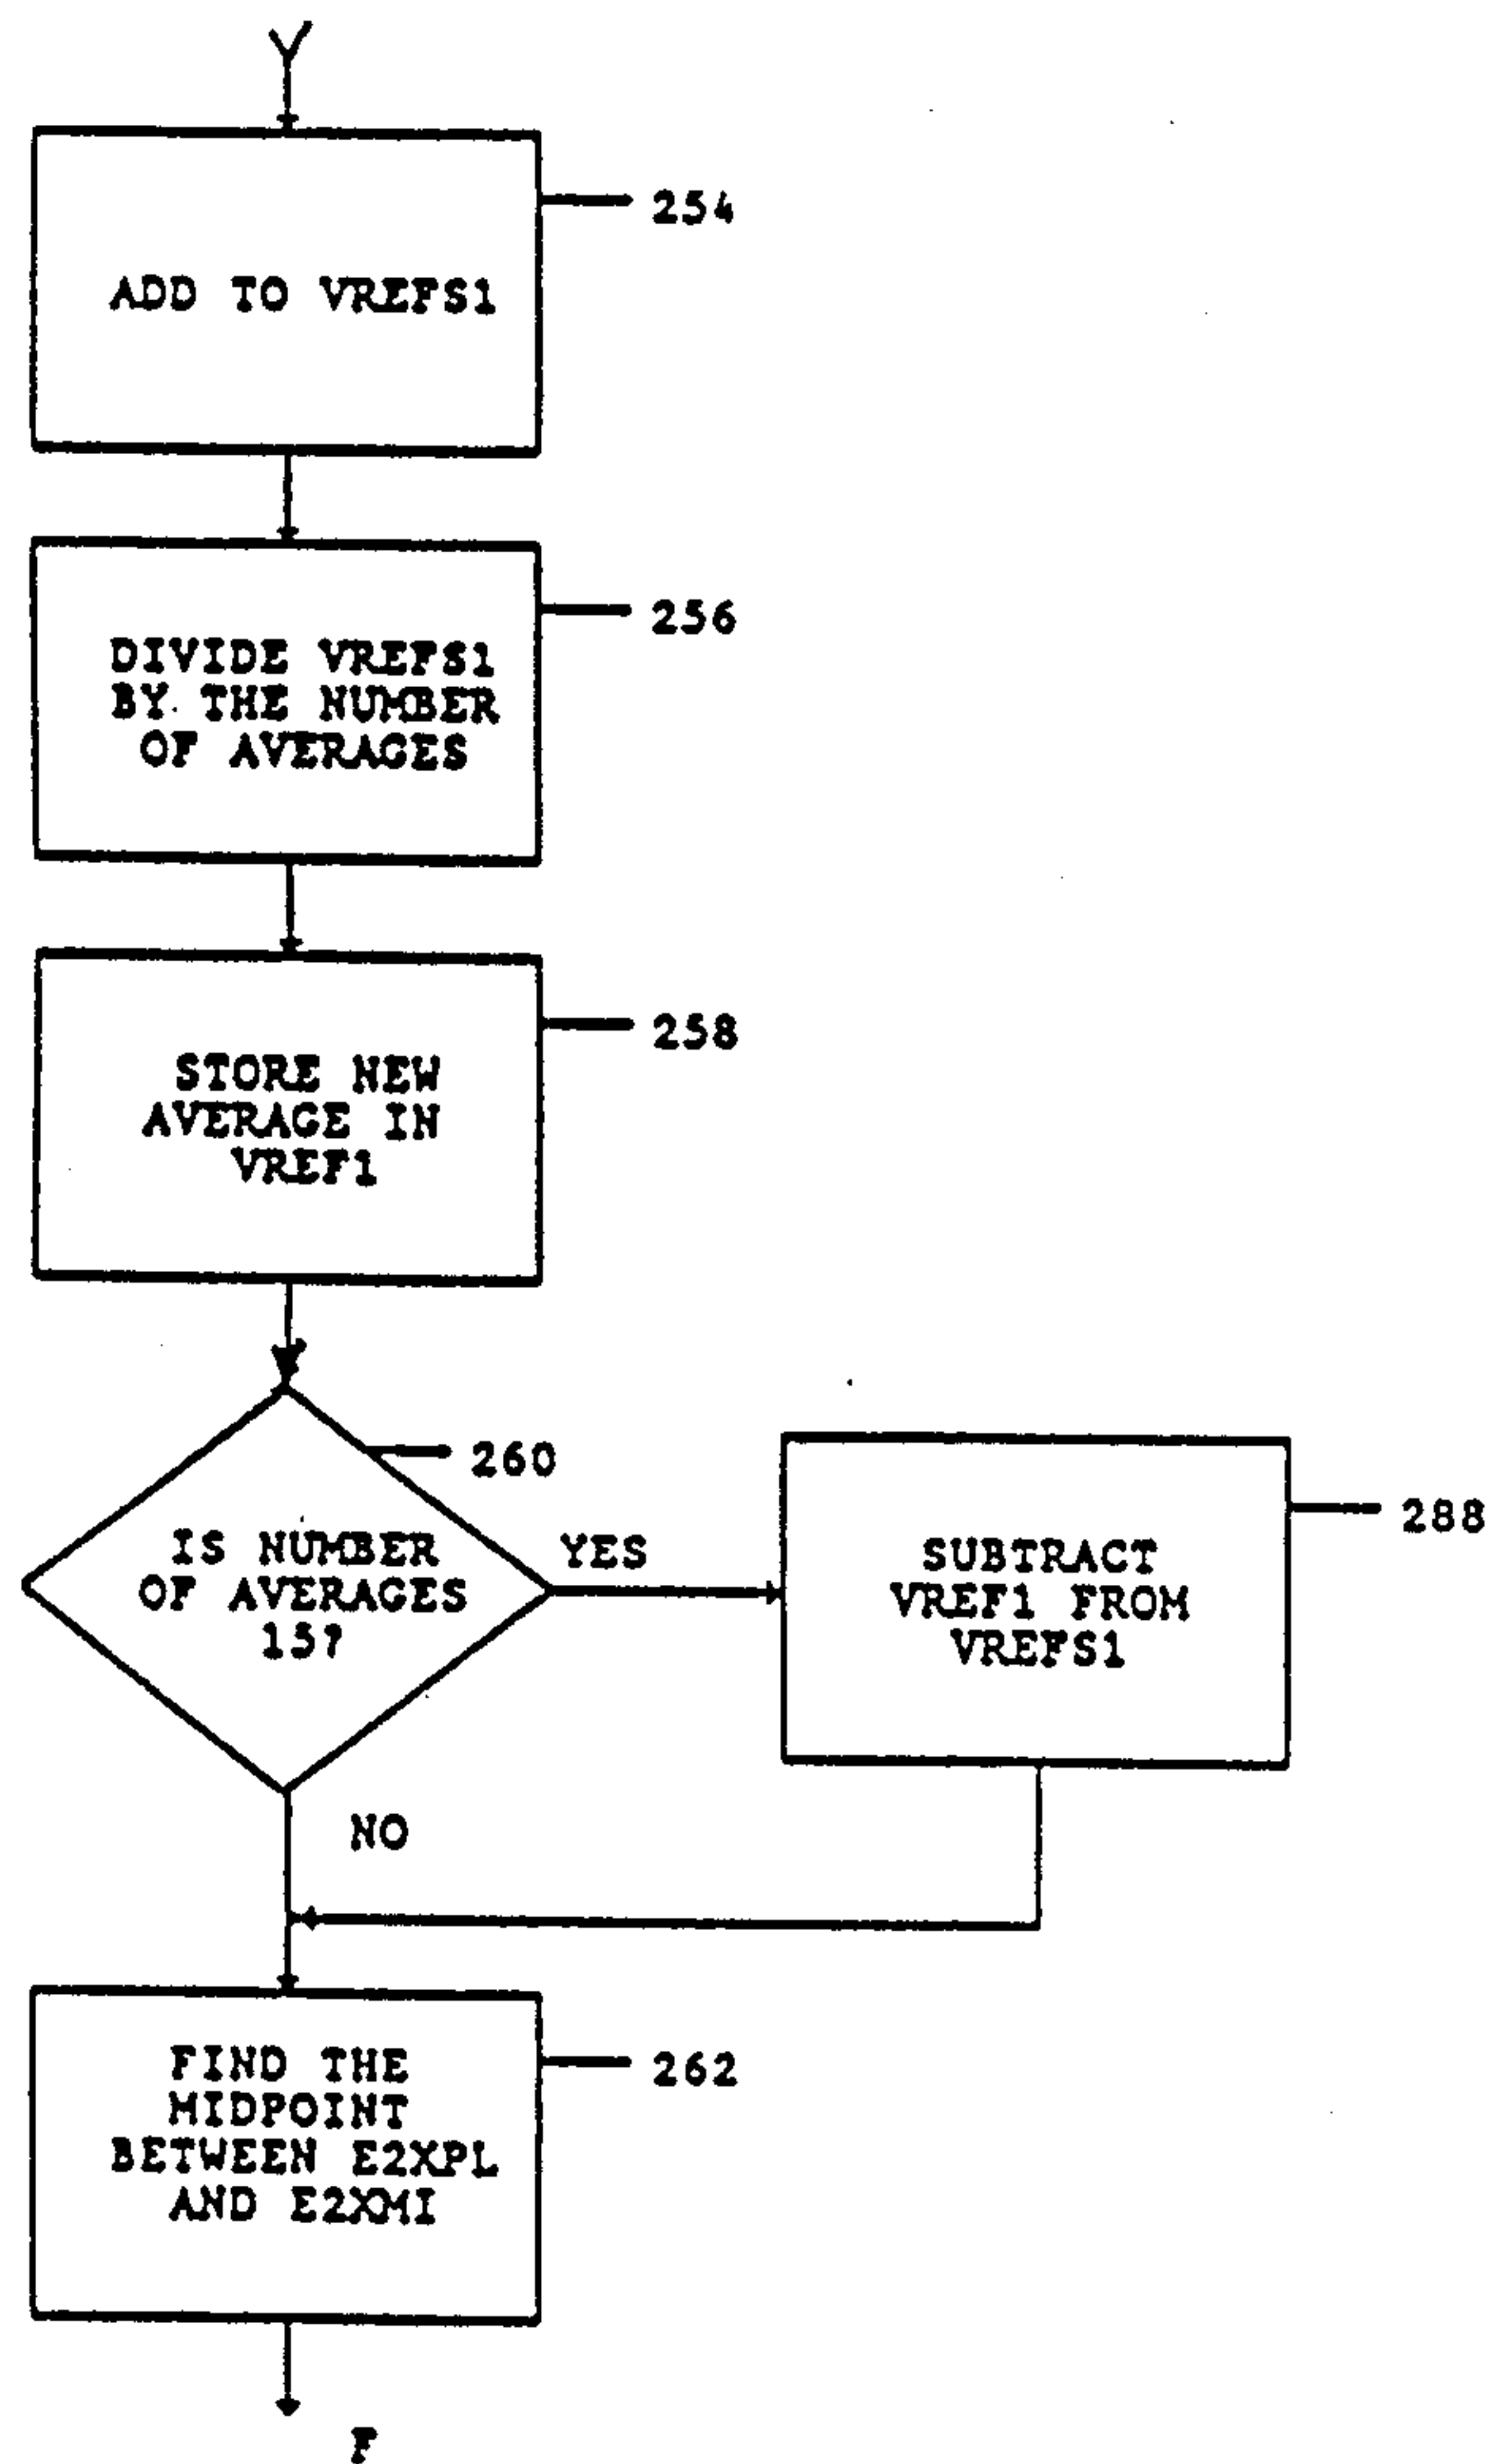 254
ADD TO VREFS1
256
DIVIDE VREFS1
BY THE NUMBER
OF AVERAGES
258
STORE NEW
AVERAGE IN
VREF1
260
IS NUMBER
OF AVERAGES
15?
YES
288
SUBTRACT
VREF1 FROM
VREFS1
NO
262
FIND THE
MIDPOINT
BETWEEN E2XPL
AND E2XMI
F